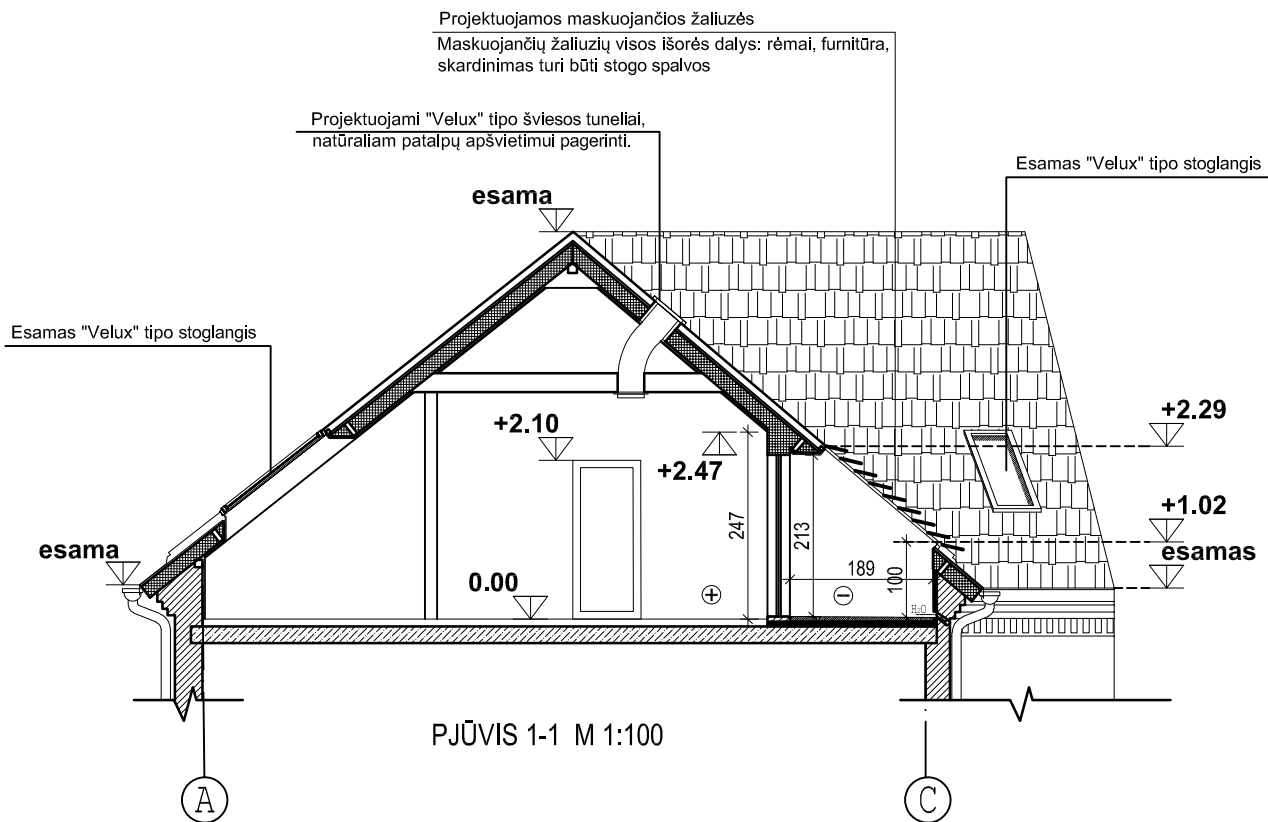 Projektuojamos maskuojančios žaliuzės
Maskuojančių žaliuzių visos išorės dalys: rėmai, furnitūra,
skardinimas turi būti stogo spalvos
Projektuojami "Velux" tipo šviesos tuneliai,
natūraliam patalpų apšvietimui pagerinti.
Esamas "Velux" tipo stoglangis
esama
Esamas "Velux" tipo stoglangis
+2.29
+2.10
+2.47
+1.02
esamas
esama
247
213
189
100
0.00
+
−
H₂O
PJŪVIS 1-1 M 1:100
A
C